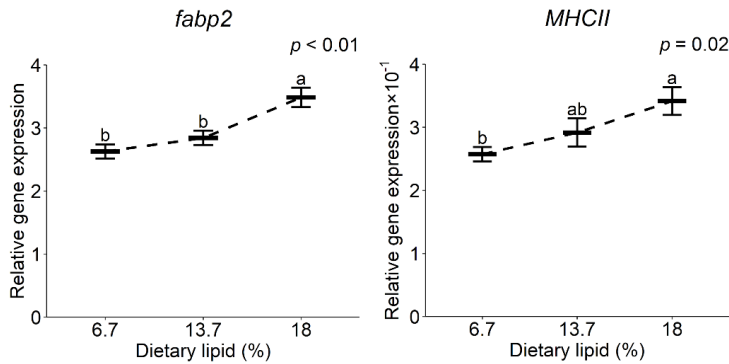 fabp2
p < 0.01
Relative gene expression
4
3
2
1
0
b
b
a
6.7
13.7
18
Dietary lipid (%)
MHCII
p = 0.02
Relative gene expression×10⁻¹
4
3
2
1
0
b
ab
a
6.7
13.7
18
Dietary lipid (%)